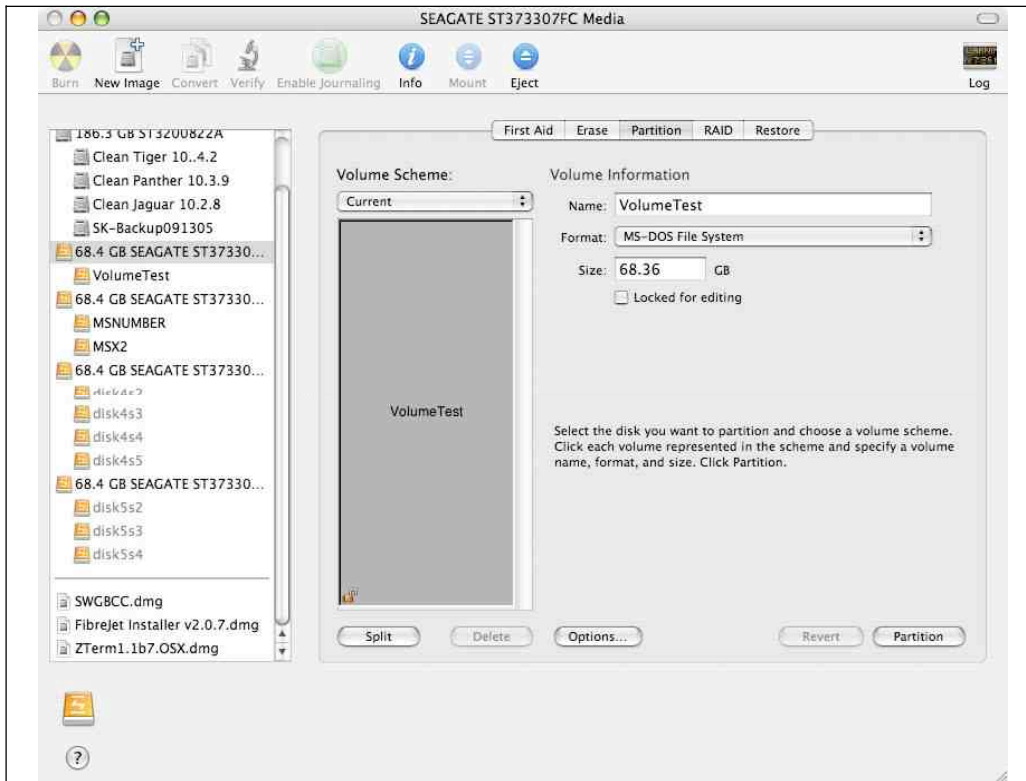 SEAGATE ST373307FC Media
Burn New Image Convert Verify Enable Journaling Info Mount Eject Log
First Aid Erase Partition RAID Restore
186.3 GB ST3200822A
Clean Tiger 10..4.2
Clean Panther 10.3.9
Clean Jaguar 10.2.8
SK-Backup091305
68.4 GB SEAGATE ST37330...
VolumeTest
68.4 GB SEAGATE ST37330...
MSNUMBER
MSX2
68.4 GB SEAGATE ST37330...
disk4s2
disk4s3
disk4s4
disk4s5
68.4 GB SEAGATE ST37330...
disk5s2
disk5s3
disk5s4
SWGBCC.dmg
FibreJet Installer v2.0.7.dmg
ZTerm1.1b7.OSX.dmg
Volume Scheme:
Current
VolumeTest
Volume Information
Name: VolumeTest
Format: MS-DOS File System
Size: 68.36 GB
Locked for editing
Select the disk you want to partition and choose a volume scheme.
Click each volume represented in the scheme and specify a volume
name, format, and size. Click Partition.
Split Delete Options... Revert Partition
?